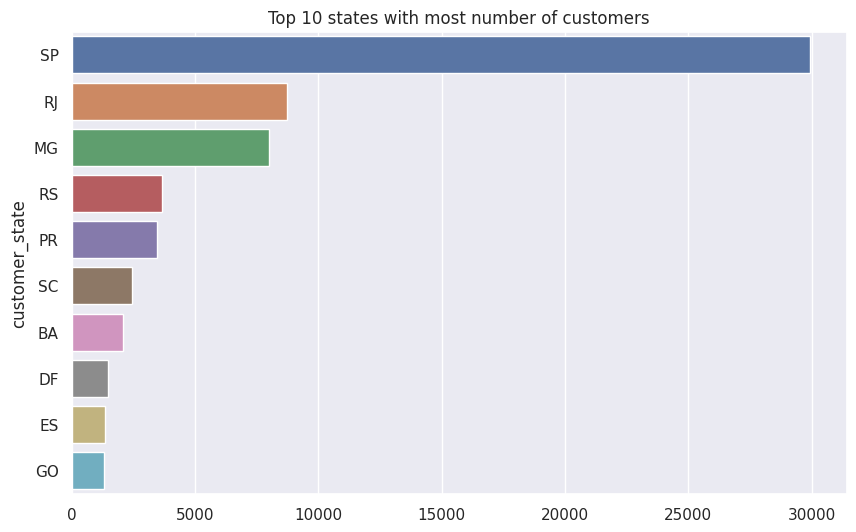 Top 10 states with most number of customers
customer_state
SP
RJ
MG
RS
PR
SC
BA
DF
ES
GO
0 5000 10000 15000 20000 25000 30000